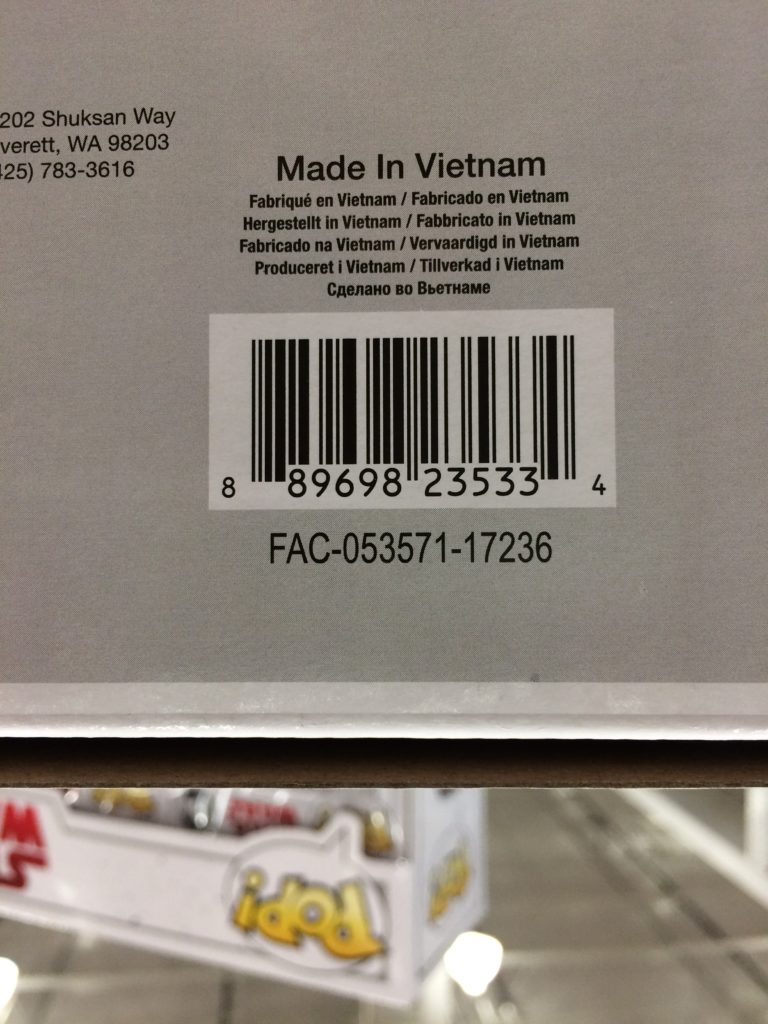 202 Shuksan Way
verett, WA 98203
25) 783-3616
Made In Vietnam
Fabriqué en Vietnam / Fabricado en Vietnam
Hergestellt in Vietnam / Fabbricato in Vietnam
Fabricado na Vietnam / Vervaardigd in Vietnam
Produceret i Vietnam / Tillverkad i Vietnam
Сделано во Вьетнаме
8 89698 23533 4
FAC-053571-17236
POP!